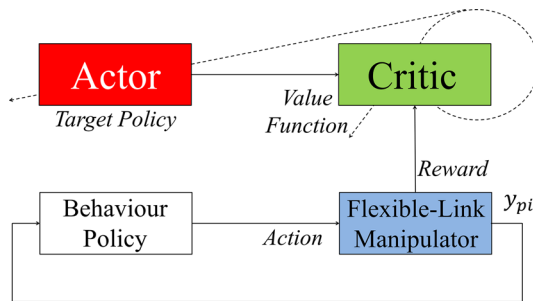 Actor
Critic
Target Policy
Value
Function
Reward
y_pi
Behaviour
Policy
Action
Flexible-Link
Manipulator